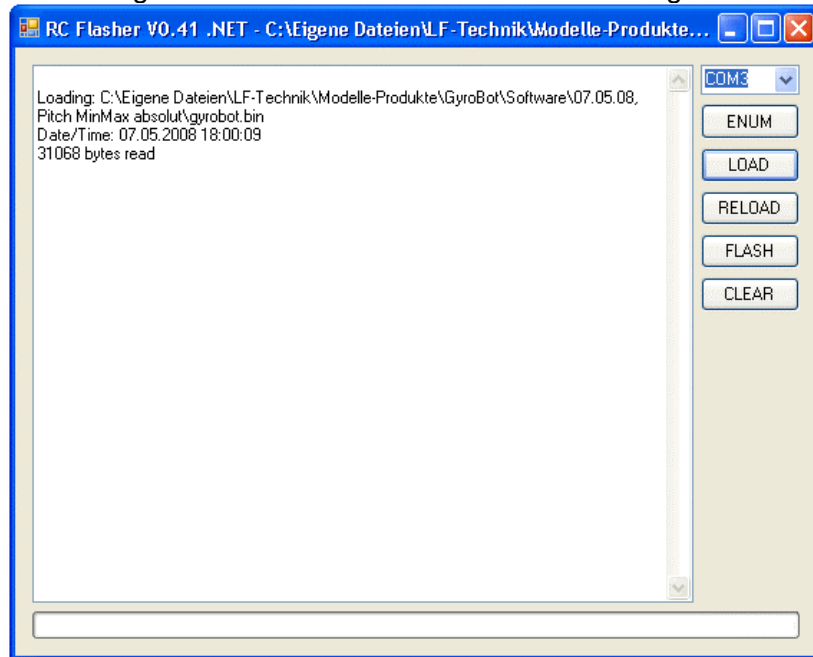 RC Flasher V0.41 .NET - C:\Eigene Dateien\LF-Technik\Modelle-Produkte...
COM3
Loading: C:\Eigene Dateien\LF-Technik\Modelle-Produkte\GyroBot\Software\07.05.08,
Pitch MinMax absolut\gyrobot.bin
Date/Time: 07.05.2008 18:00:09
31068 bytes read
ENUM
LOAD
RELOAD
FLASH
CLEAR